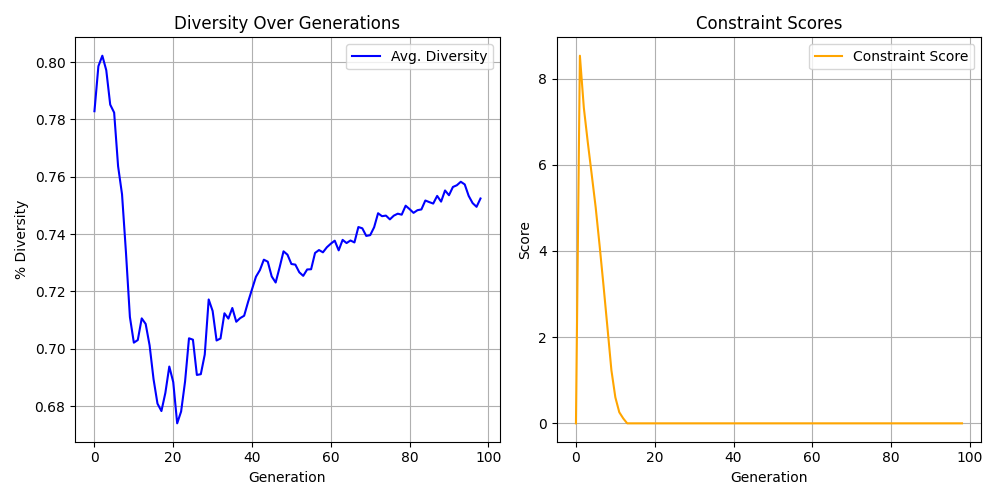 Diversity Over Generations
Avg. Diversity
% Diversity
0.80
0.78
0.76
0.74
0.72
0.70
0.68
0 20 40 60 80 100
Generation
Constraint Scores
Constraint Score
Score
8
6
4
2
0
0 20 40 60 80 100
Generation